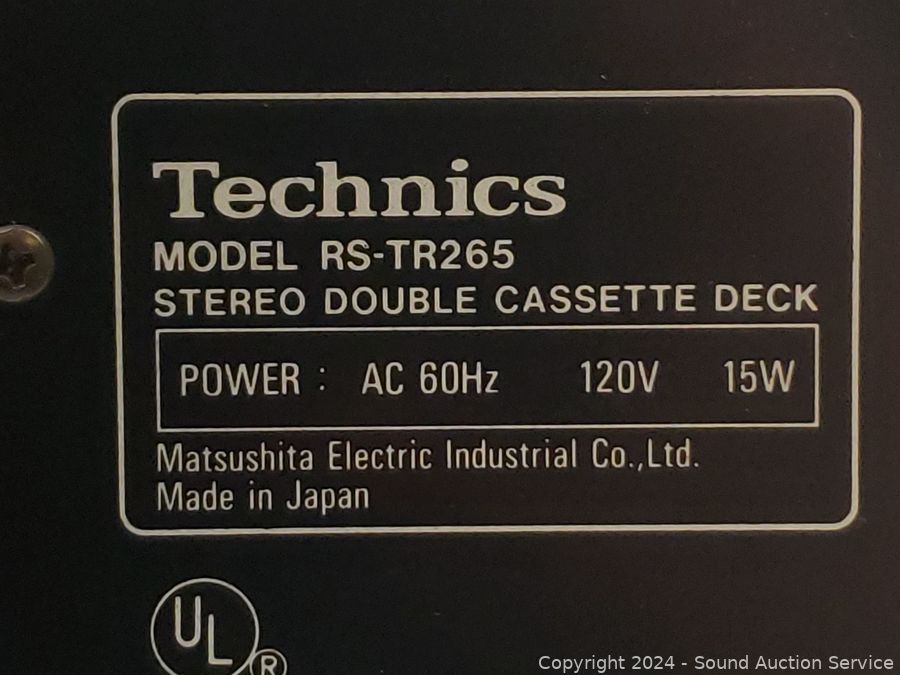 Technics
MODEL RS-TR265
STEREO DOUBLE CASSETTE DECK
POWER : AC 60Hz 120V 15W
Matsushita Electric Industrial Co.,Ltd.
Made in Japan
UL ®
Copyright 2024 - Sound Auction Service